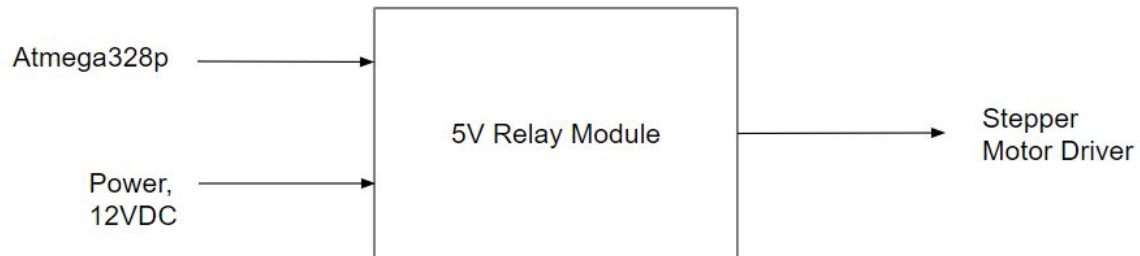 Atmega328p
5V Relay Module
Stepper
Motor Driver
Power,
12VDC